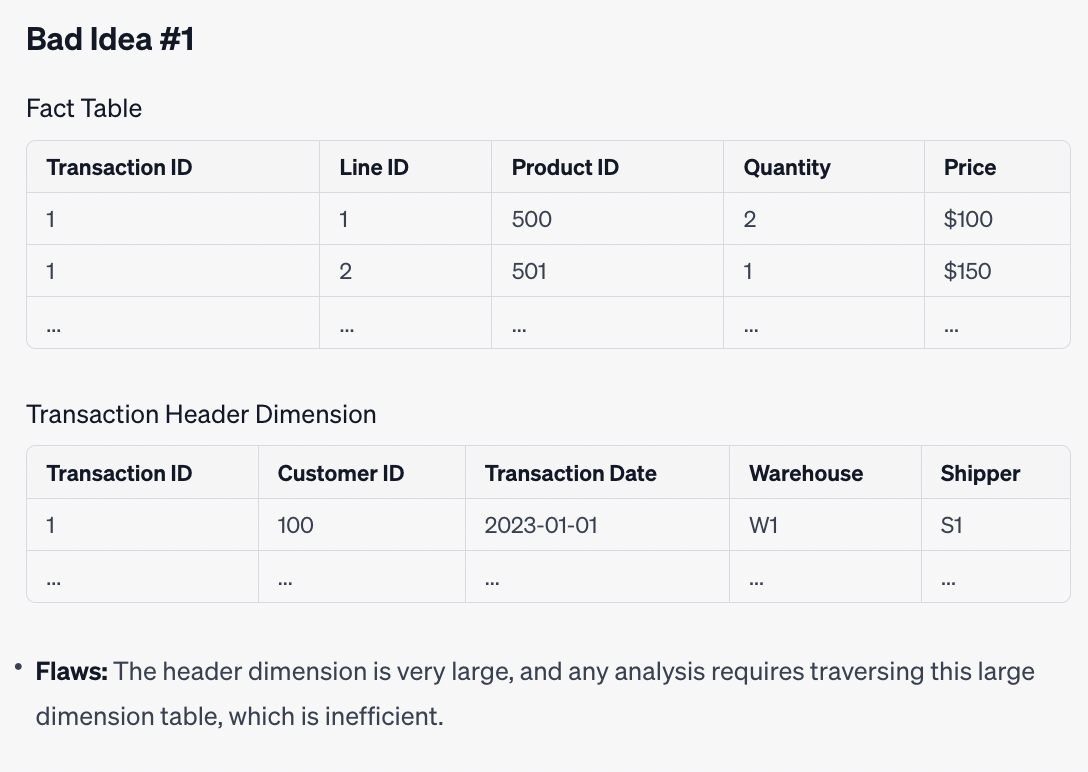 Bad Idea #1
Fact Table
Transaction ID Line ID Product ID Quantity Price
1 1 500 2 $100
1 2 501 1 $150
... ... ... ... ...
Transaction Header Dimension
Transaction ID Customer ID Transaction Date Warehouse Shipper
1 100 2023-01-01 W1 S1
... ... ... ... ...
• Flaws: The header dimension is very large, and any analysis requires traversing this large
dimension table, which is inefficient.